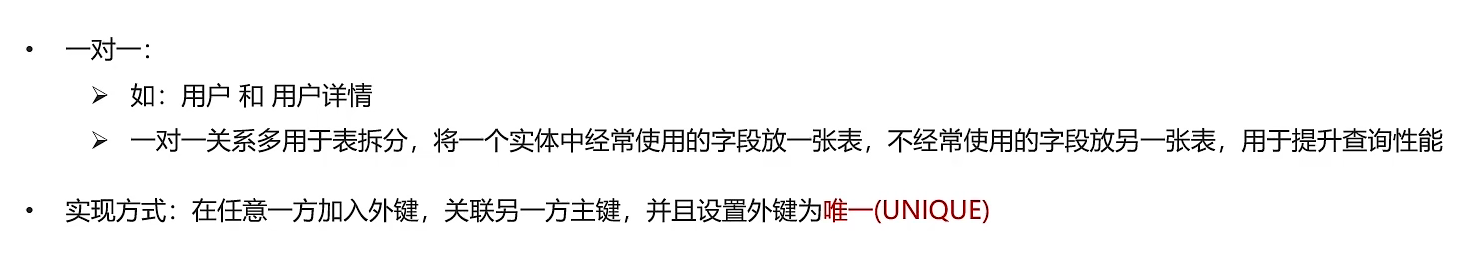 • 一对一：
➢ 如：用户 和 用户详情
➢ 一对一关系多用于表拆分，将一个实体中经常使用的字段放一张表，不经常使用的字段放另一张表，用于提升查询性能
• 实现方式：在任意一方加入外键，关联另一方主键，并且设置外键为唯一(UNIQUE)